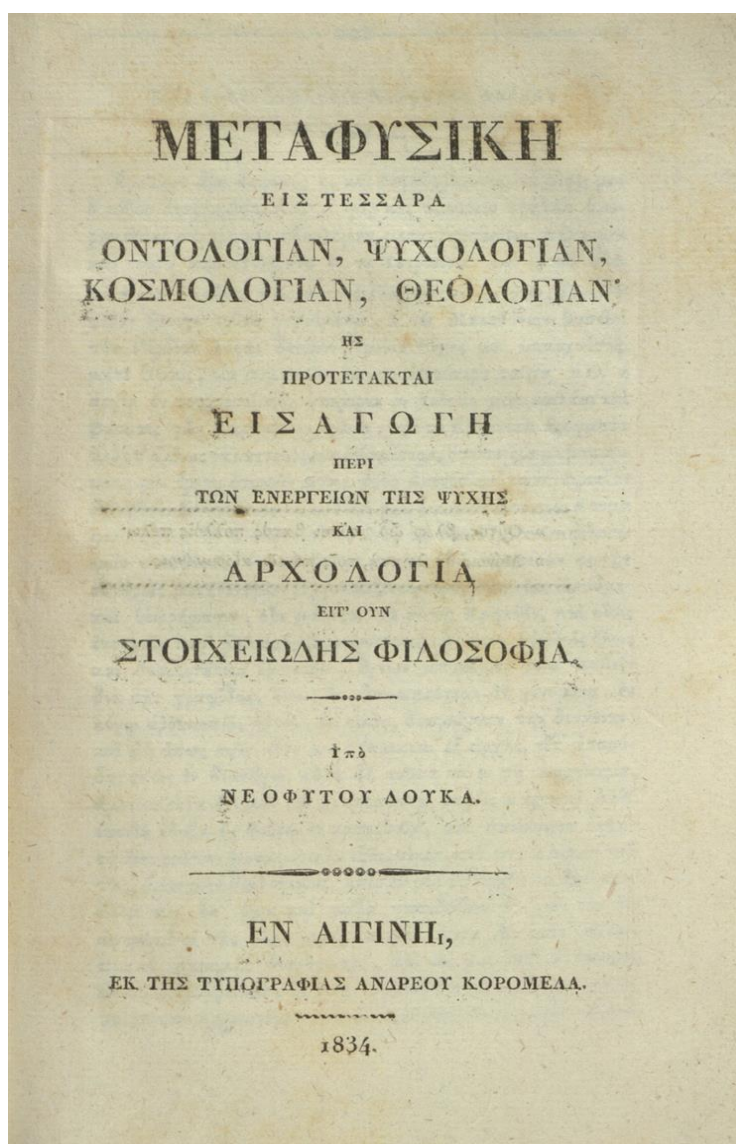 ΜΕΤΑΦΥΣΙΚΗ
ΕΙΣ ΤΕΣΣΑΡΑ
ΟΝΤΟΛΟΓΙΑΝ, ΨΥΧΟΛΟΓΙΑΝ,
ΚΟΣΜΟΛΟΓΙΑΝ, ΘΕΟΛΟΓΙΑΝ·
ΗΣ
ΠΡΟΤΕΤΑΚΤΑΙ
ΕΙΣΑΓΩΓΗ
ΠΕΡΙ
ΤΩΝ ΕΝΕΡΓΕΙΩΝ ΤΗΣ ΨΥΧΗΣ
ΚΑΙ
ΑΡΧΟΛΟΓΙΑ
ΕΙΤ' ΟΥΝ
ΣΤΟΙΧΕΙΩΔΗΣ ΦΙΛΟΣΟΦΙΑ.
Ὑπὸ
ΝΕΟΦΥΤΟΥ ΔΟΥΚΑ.
ΕΝ ΑΙΓΙΝΗι,
ΕΚ ΤΗΣ ΤΥΠΟΓΡΑΦΙΑΣ ΑΝΔΡΕΟΥ ΚΟΡΟΜΕΛΑ.
1834.